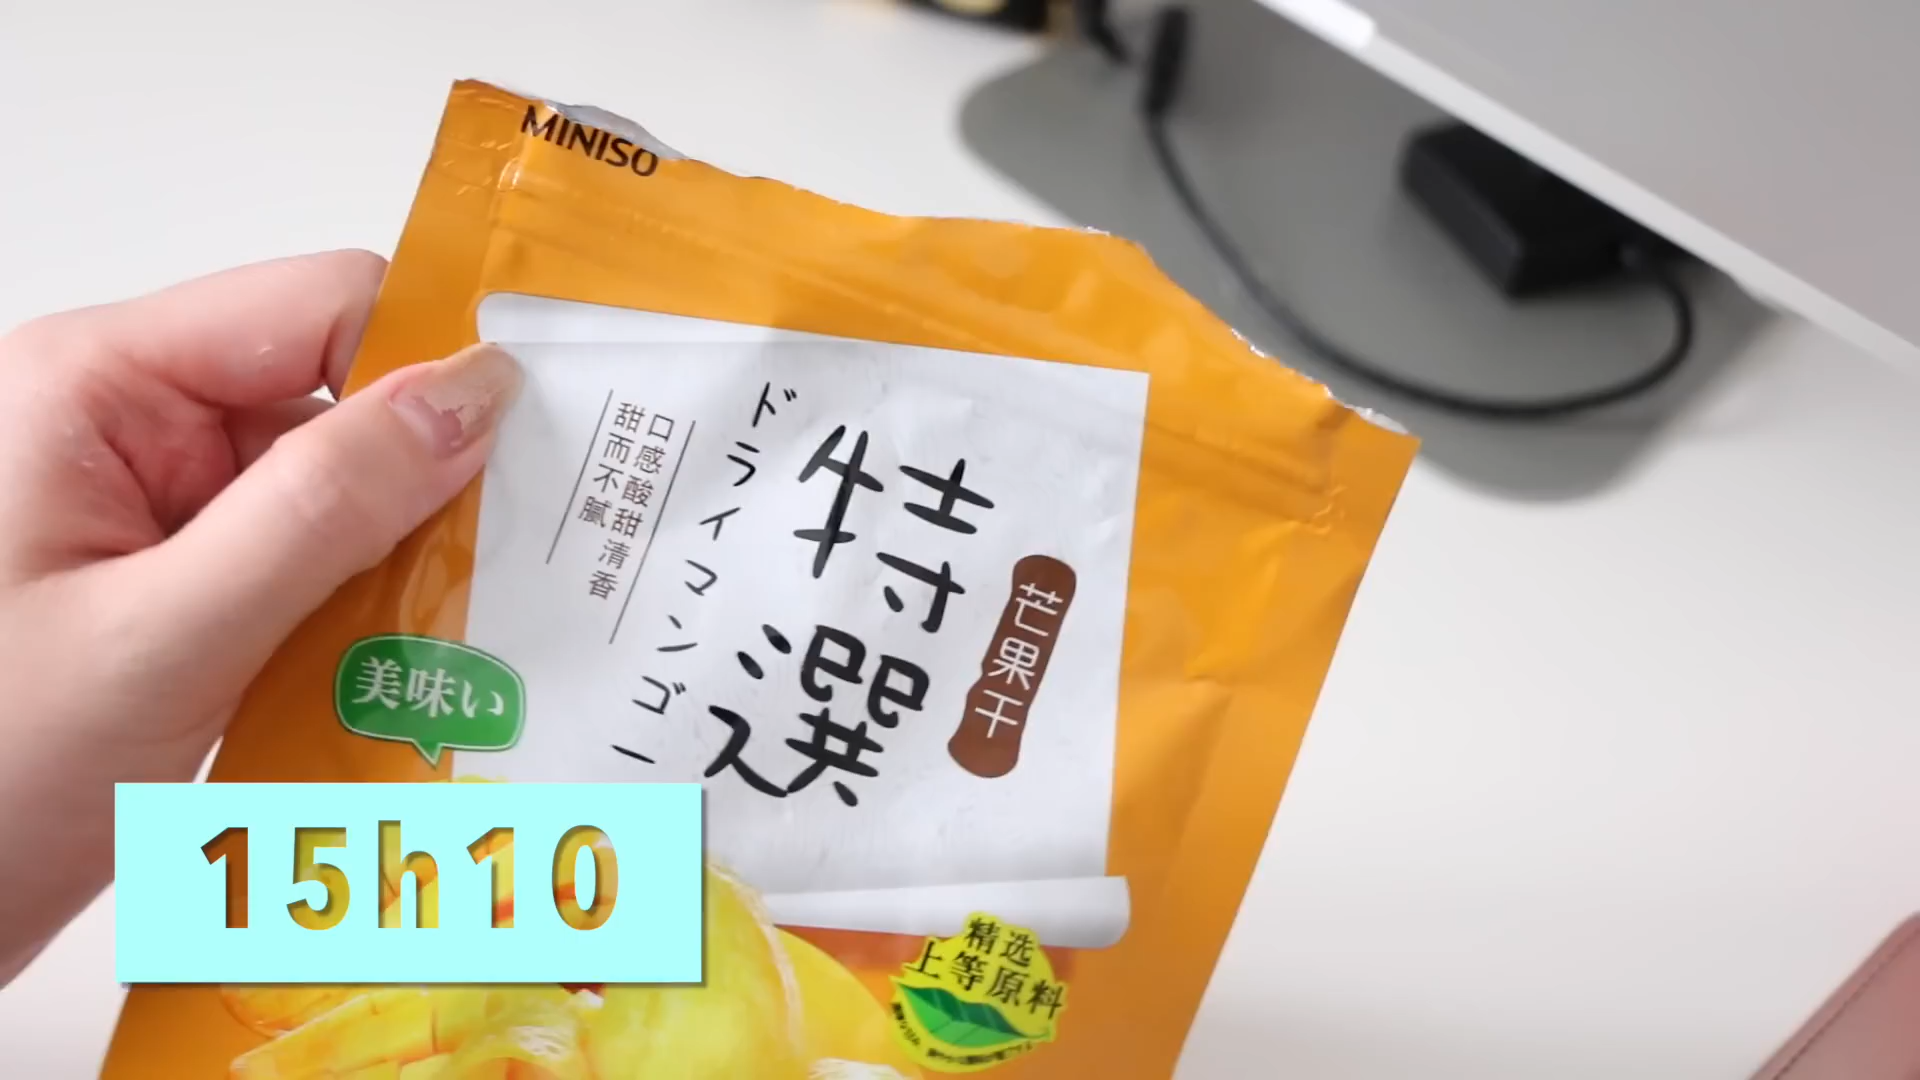 MINISO
芒果干
特選
ドライマンゴー
口感酸甜清香
甜而不腻
美味い
15h10
精选
上等原料